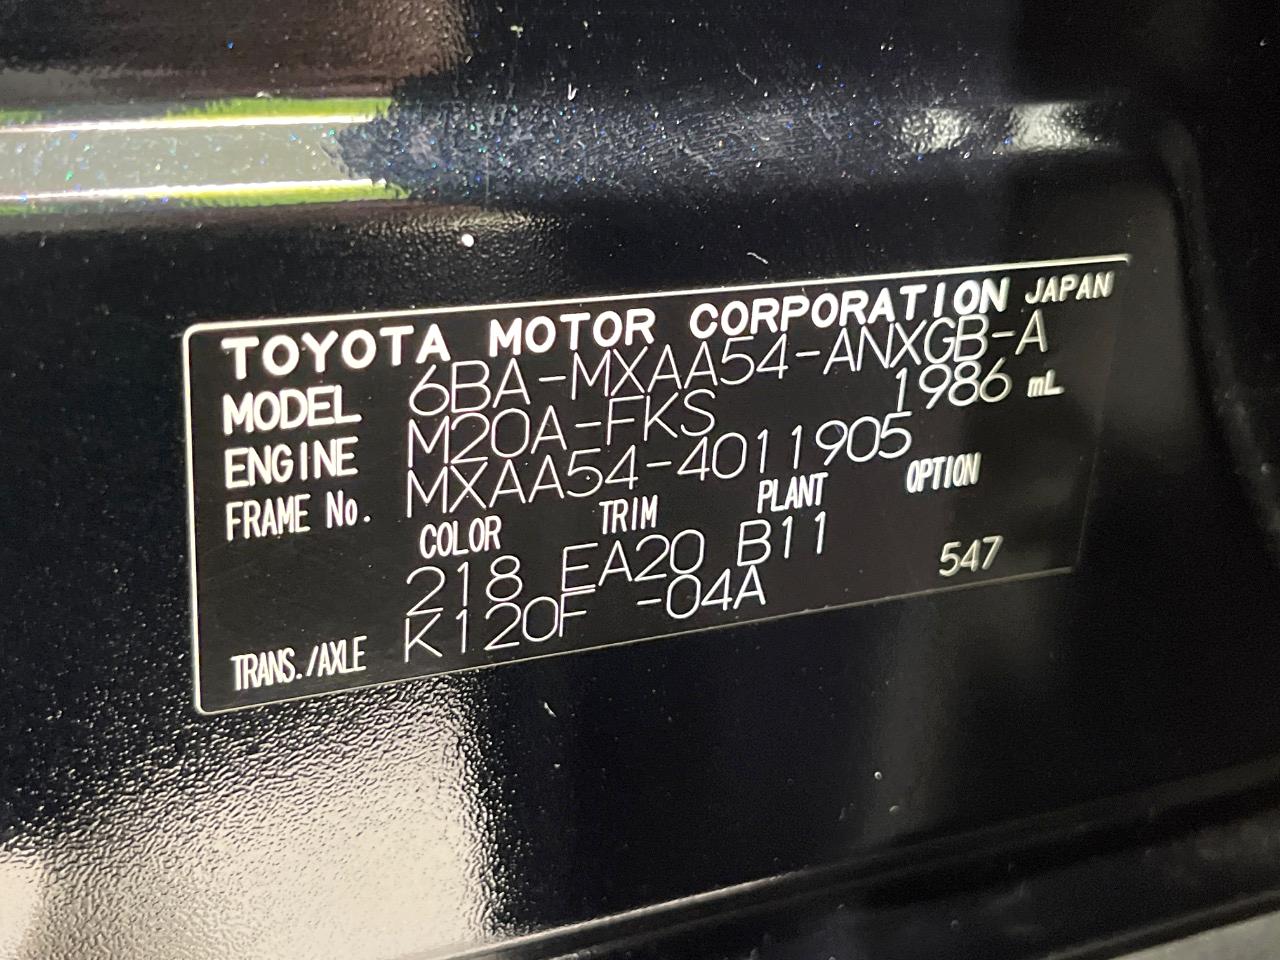 TOYOTA MOTOR CORPORATION JAPAN
MODEL 6BA-MXAA54-ANXGB-A
ENGINE M20A-FKS 1986 mL
FRAME No. MXAA54-4011905
COLOR TRIM PLANT OPTION
218 EA20 B11 547
TRANS./AXLE K120F -04A